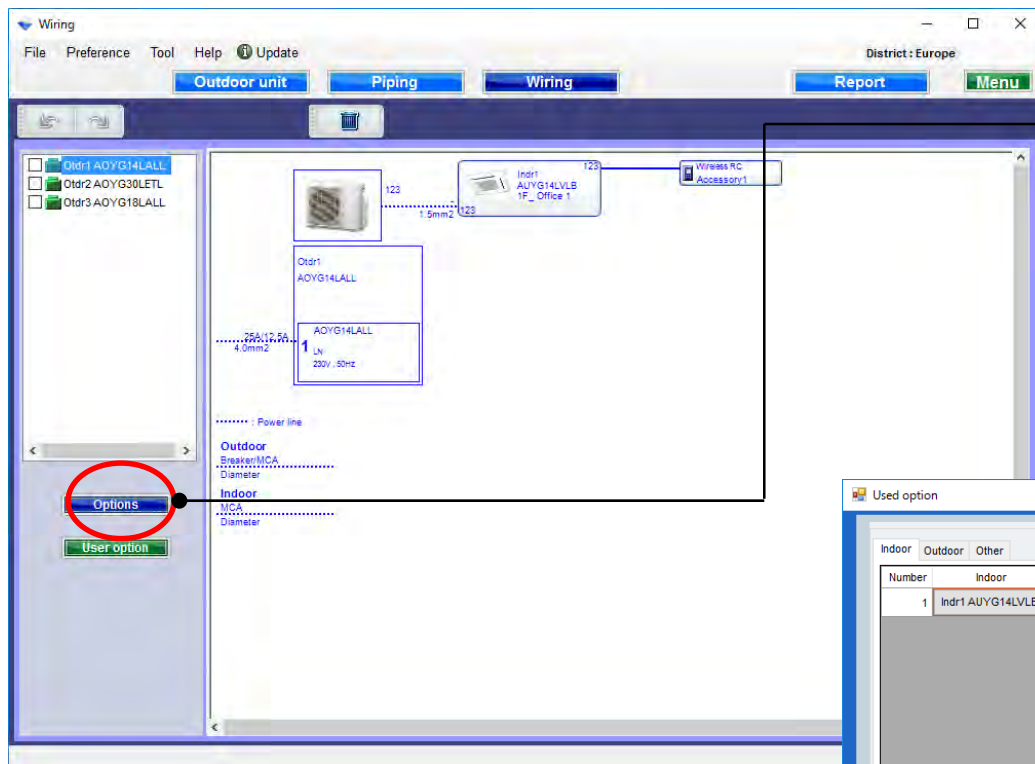 Wiring
File Preference Tool Help Update
District : Europe
Outdoor unit Piping Wiring Report Menu
Otdr1 AOYG14LALL
Otdr2 AOYG30LETL
Otdr3 AOYG18LALL
Options
User option
123
1.5mm2
123
Indr1
AUYG14LVLB
1F_ Office 1
123
Wireless RC
Accessory1
Otdr1
AOYG14LALL
25A/12.5A
4.0mm2
AOYG14LALL
1 LN
230V , 50Hz
: Power line
Outdoor
Breaker/MCA
Diameter
Indoor
MCA
Diameter
Used option
Indoor Outdoor Other
Number Indoor
1 Indr1 AUYG14LVLB